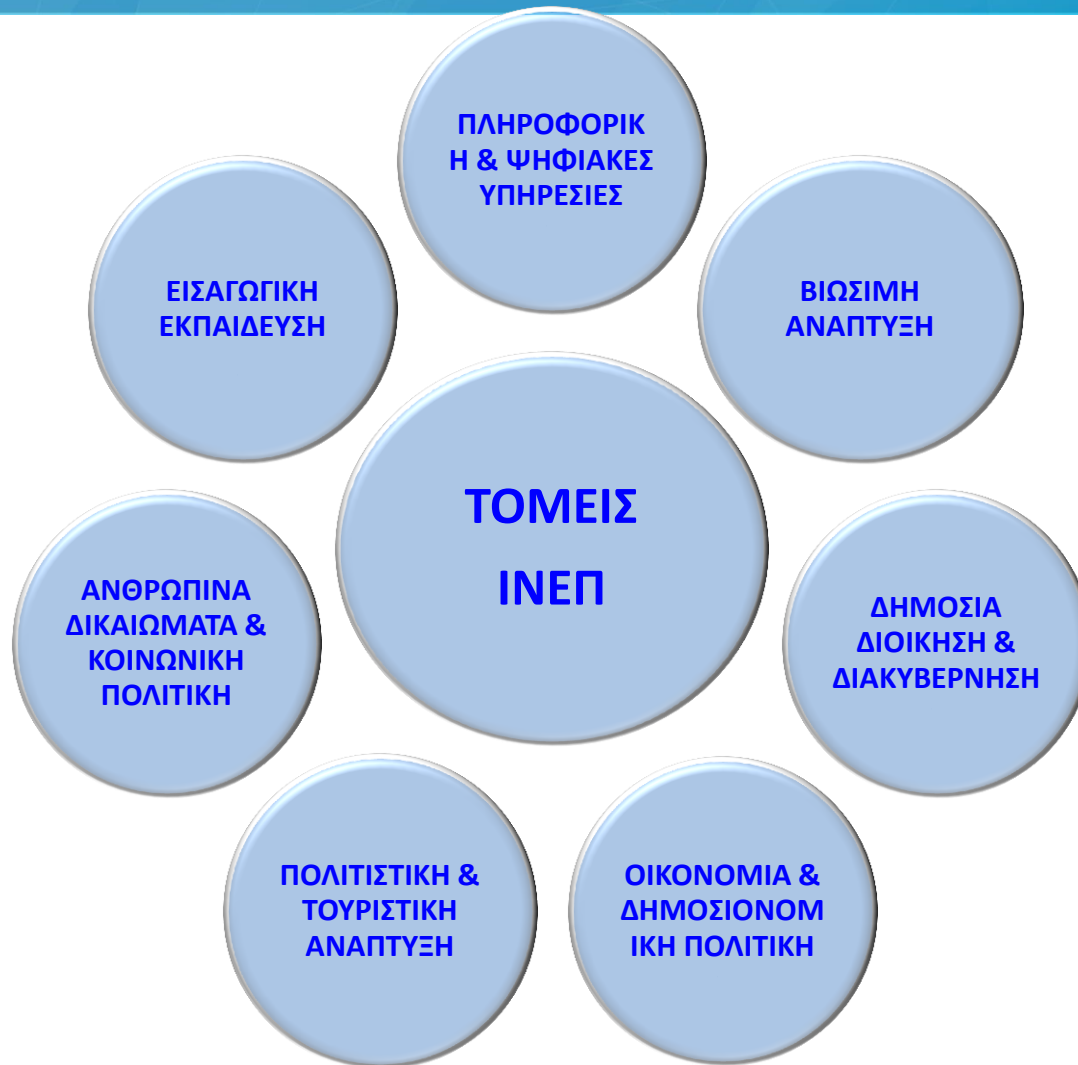 ΠΛΗΡΟΦΟΡΙΚ
Η & ΨΗΦΙΑΚΕΣ
ΥΠΗΡΕΣΙΕΣ
ΕΙΣΑΓΩΓΙΚΗ
ΕΚΠΑΙΔΕΥΣΗ
ΒΙΩΣΙΜΗ
ΑΝΑΠΤΥΞΗ
ΤΟΜΕΙΣ
ΙΝΕΠ
ΑΝΘΡΩΠΙΝΑ
ΔΙΚΑΙΩΜΑΤΑ &
ΚΟΙΝΩΝΙΚΗ
ΠΟΛΙΤΙΚΗ
ΔΗΜΟΣΙΑ
ΔΙΟΙΚΗΣΗ &
ΔΙΑΚΥΒΕΡΝΗΣΗ
ΠΟΛΙΤΙΣΤΙΚΗ &
ΤΟΥΡΙΣΤΙΚΗ
ΑΝΑΠΤΥΞΗ
ΟΙΚΟΝΟΜΙΑ &
ΔΗΜΟΣΙΟΝΟΜ
ΙΚΗ ΠΟΛΙΤΙΚΗ